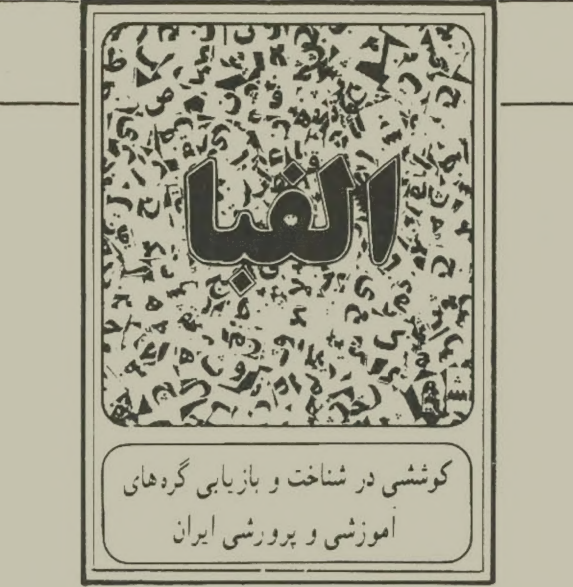 الفبا
کوششی در شناخت و بازیابی گره‌های
آموزشی و پرورشی ایران